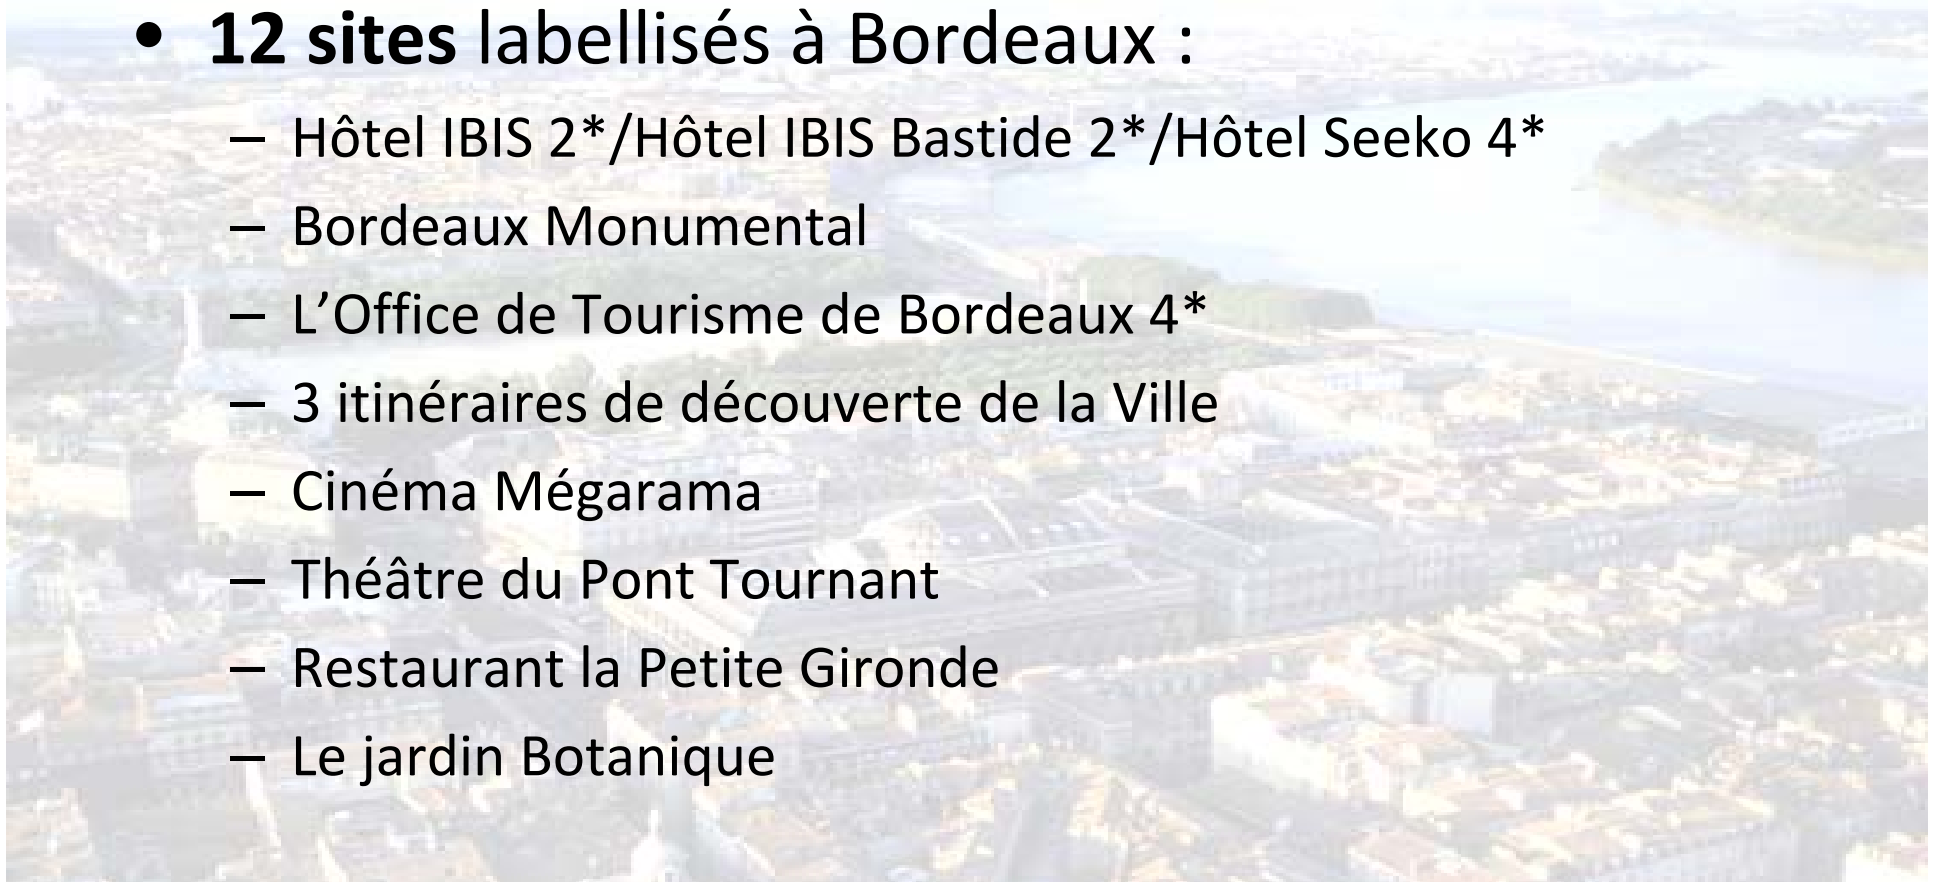 • 12 sites labellisés à Bordeaux :
– Hôtel IBIS 2*/Hôtel IBIS Bastide 2*/Hôtel Seeko 4*
– Bordeaux Monumental
– L’Office de Tourisme de Bordeaux 4*
– 3 itinéraires de découverte de la Ville
– Cinéma Mégarama
– Théâtre du Pont Tournant
– Restaurant la Petite Gironde
– Le jardin Botanique